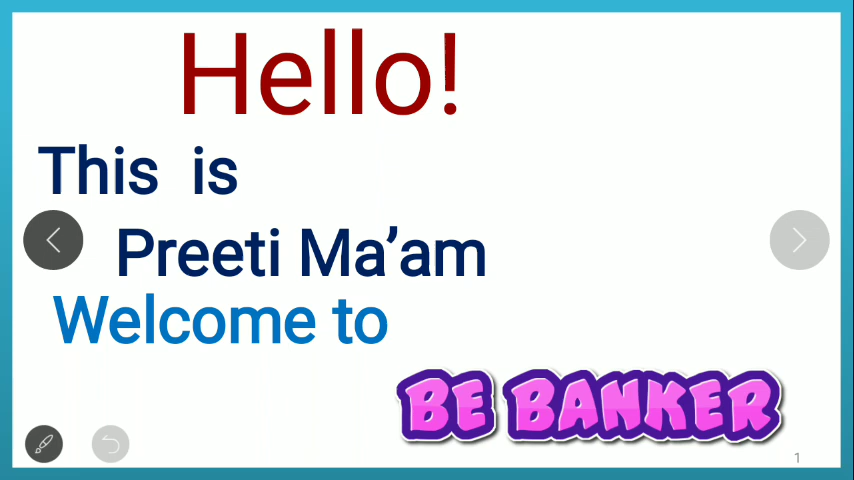 Hello!
This is
Preeti Ma’am
Welcome to
BE BANKER
1